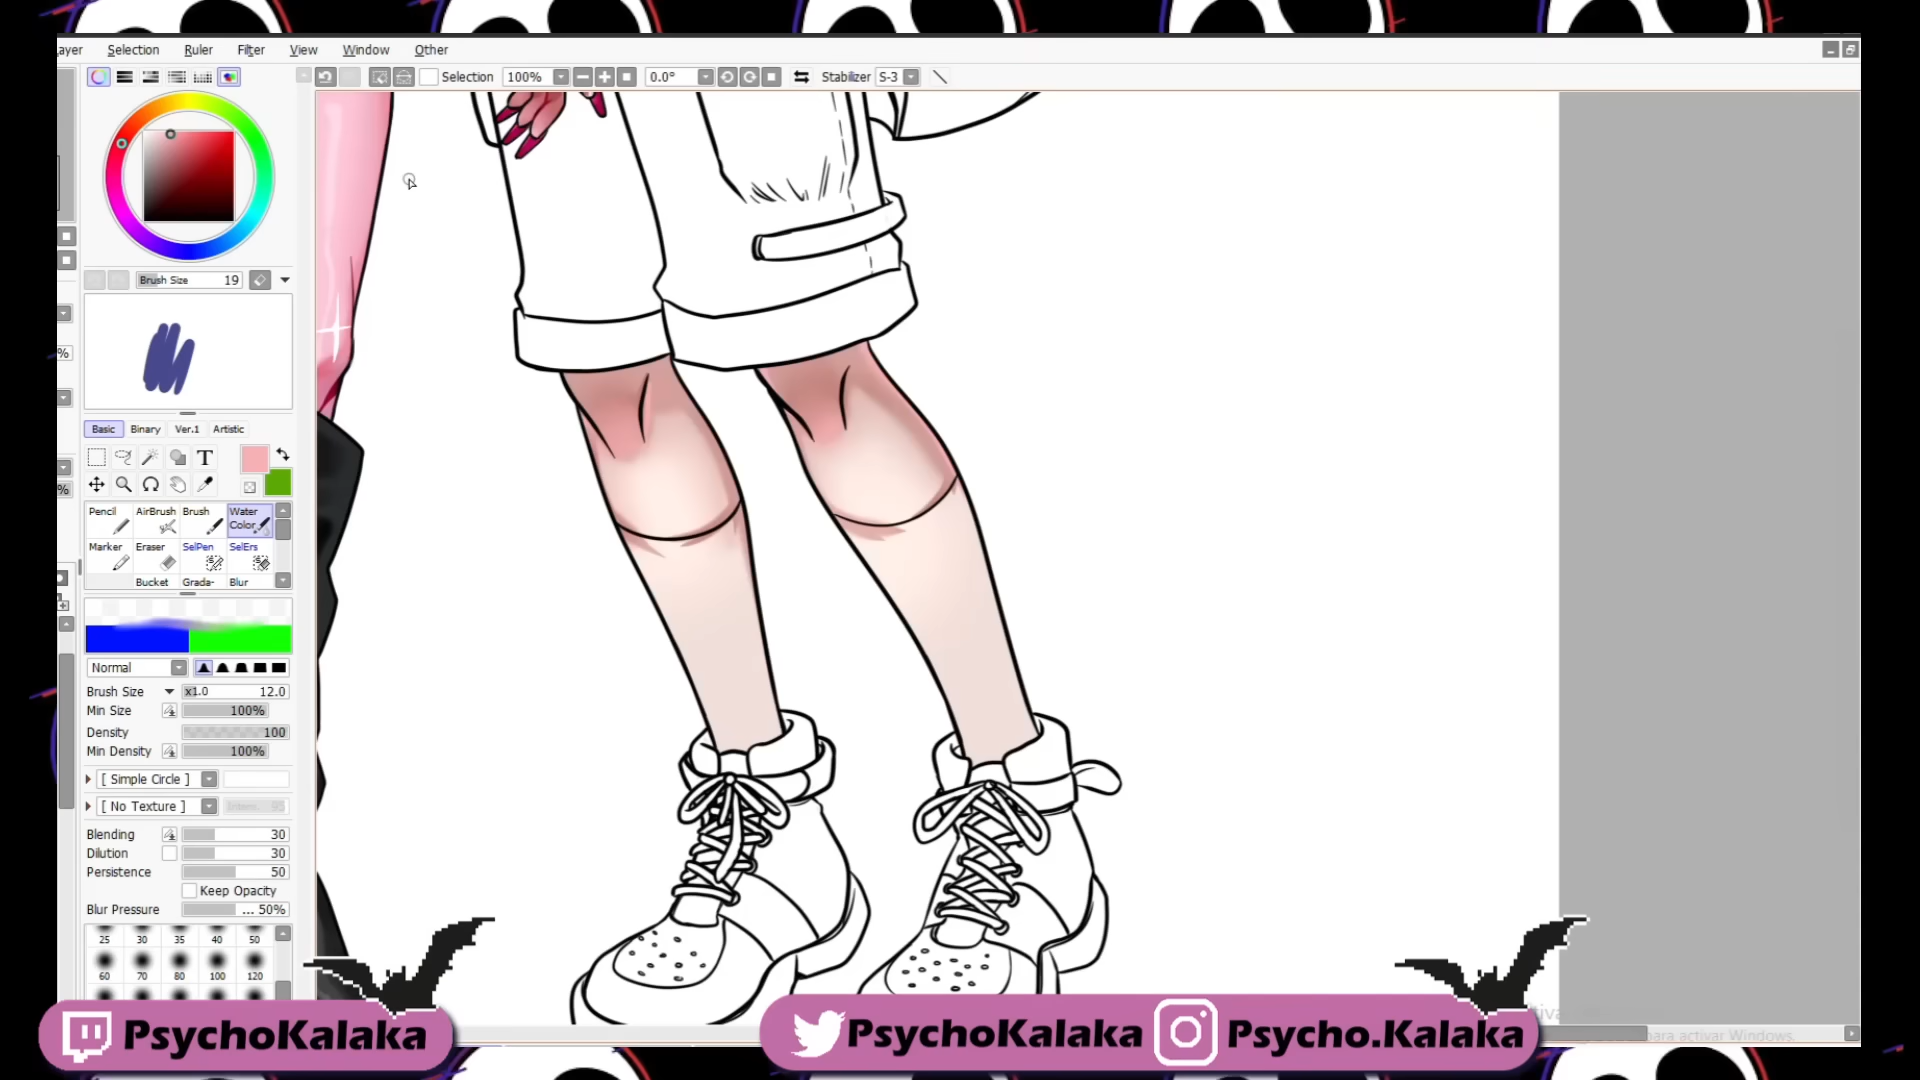 ayer Selection Ruler Filter View Window Other
Selection 100% 0.0° Stabilizer S-3
Brush Size 19
%
Basic Binary Ver.1 Artistic
T
%
Pencil AirBrush Brush Water Color
Marker Eraser SelPen SelErs
Bucket Grada- Blur
Normal
Brush Size x1.0 12.0
Min Size 100%
Density 100
Min Density 100%
[ Simple Circle ]
[ No Texture ] 95
Blending 30
Dilution 30
Persistence 50
Keep Opacity
Blur Pressure ... 50%
25 30 35 40 50
60 70 80 100 120
PsychoKalaka PsychoKalaka Psycho.Kalaka
para activar Windows.